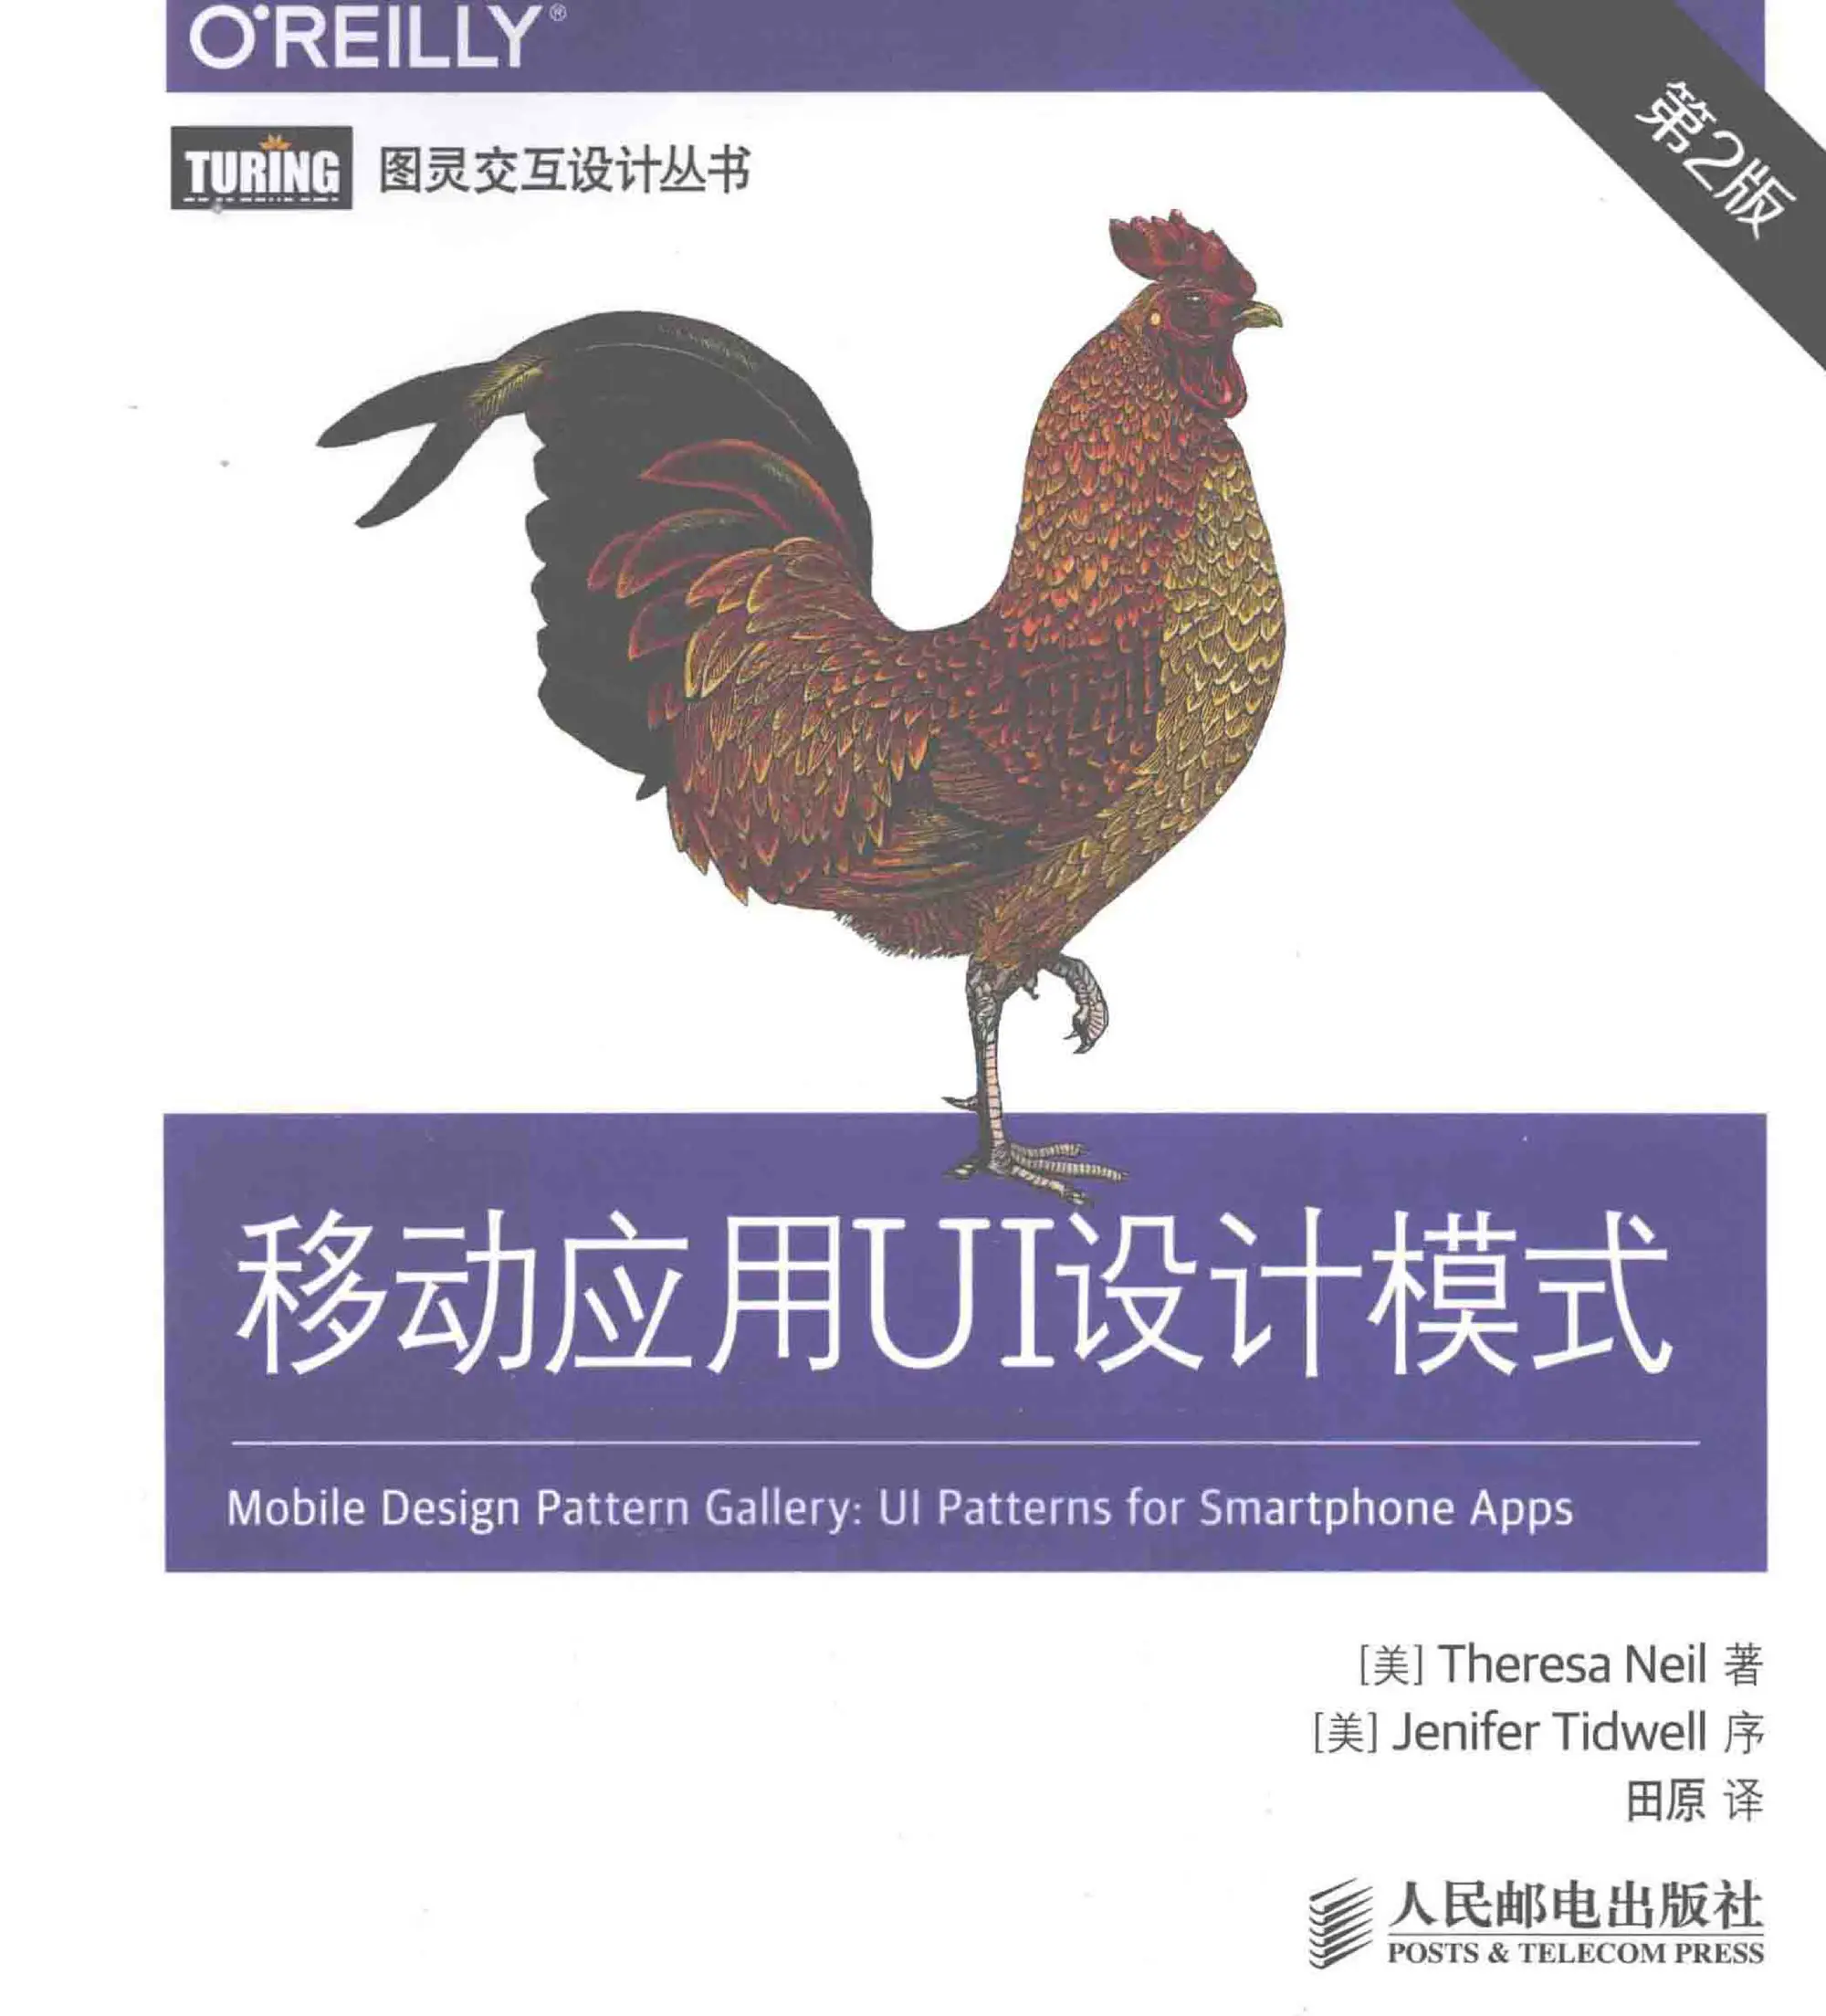 O'REILLY®
TURING 图灵交互设计丛书
第2版
移动应用UI设计模式
Mobile Design Pattern Gallery: UI Patterns for Smartphone Apps
[美] Theresa Neil 著
[美] Jenifer Tidwell 序
田原 译
人民邮电出版社
POSTS & TELECOM PRESS